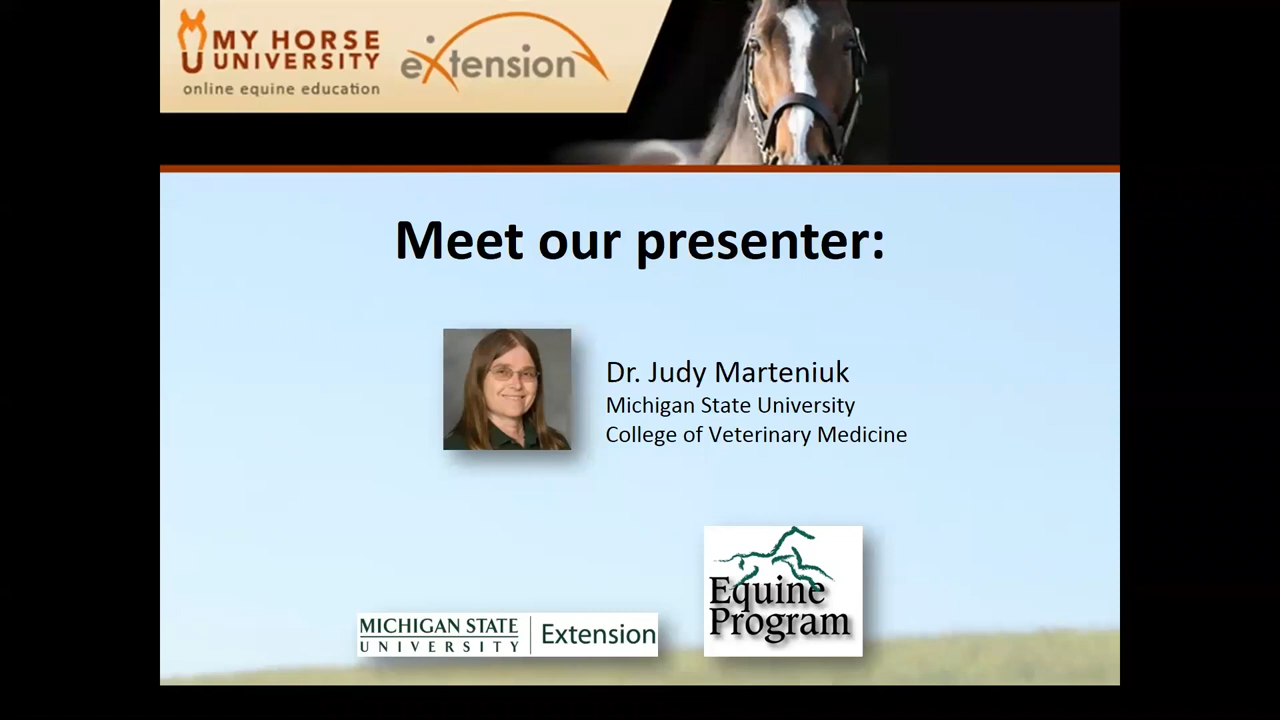 MY HORSE
UNIVERSITY
online equine education
eXtension
Meet our presenter:
Dr. Judy Marteniuk
Michigan State University
College of Veterinary Medicine
Equine
Program
MICHIGAN STATE
UNIVERSITY
Extension